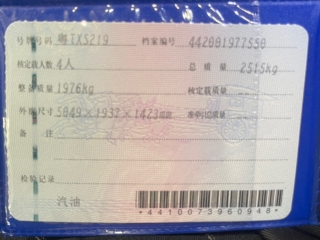 号牌号码 粤TX5219 档案编号 442001977550
核定载人数 4人 总质量 2515kg
整备质量 1976kg 核定载质量 --
外廓尺寸 5049×1937×1423mm 准牵引总质量 --
备注
检验记录
汽油
*4410073960948*